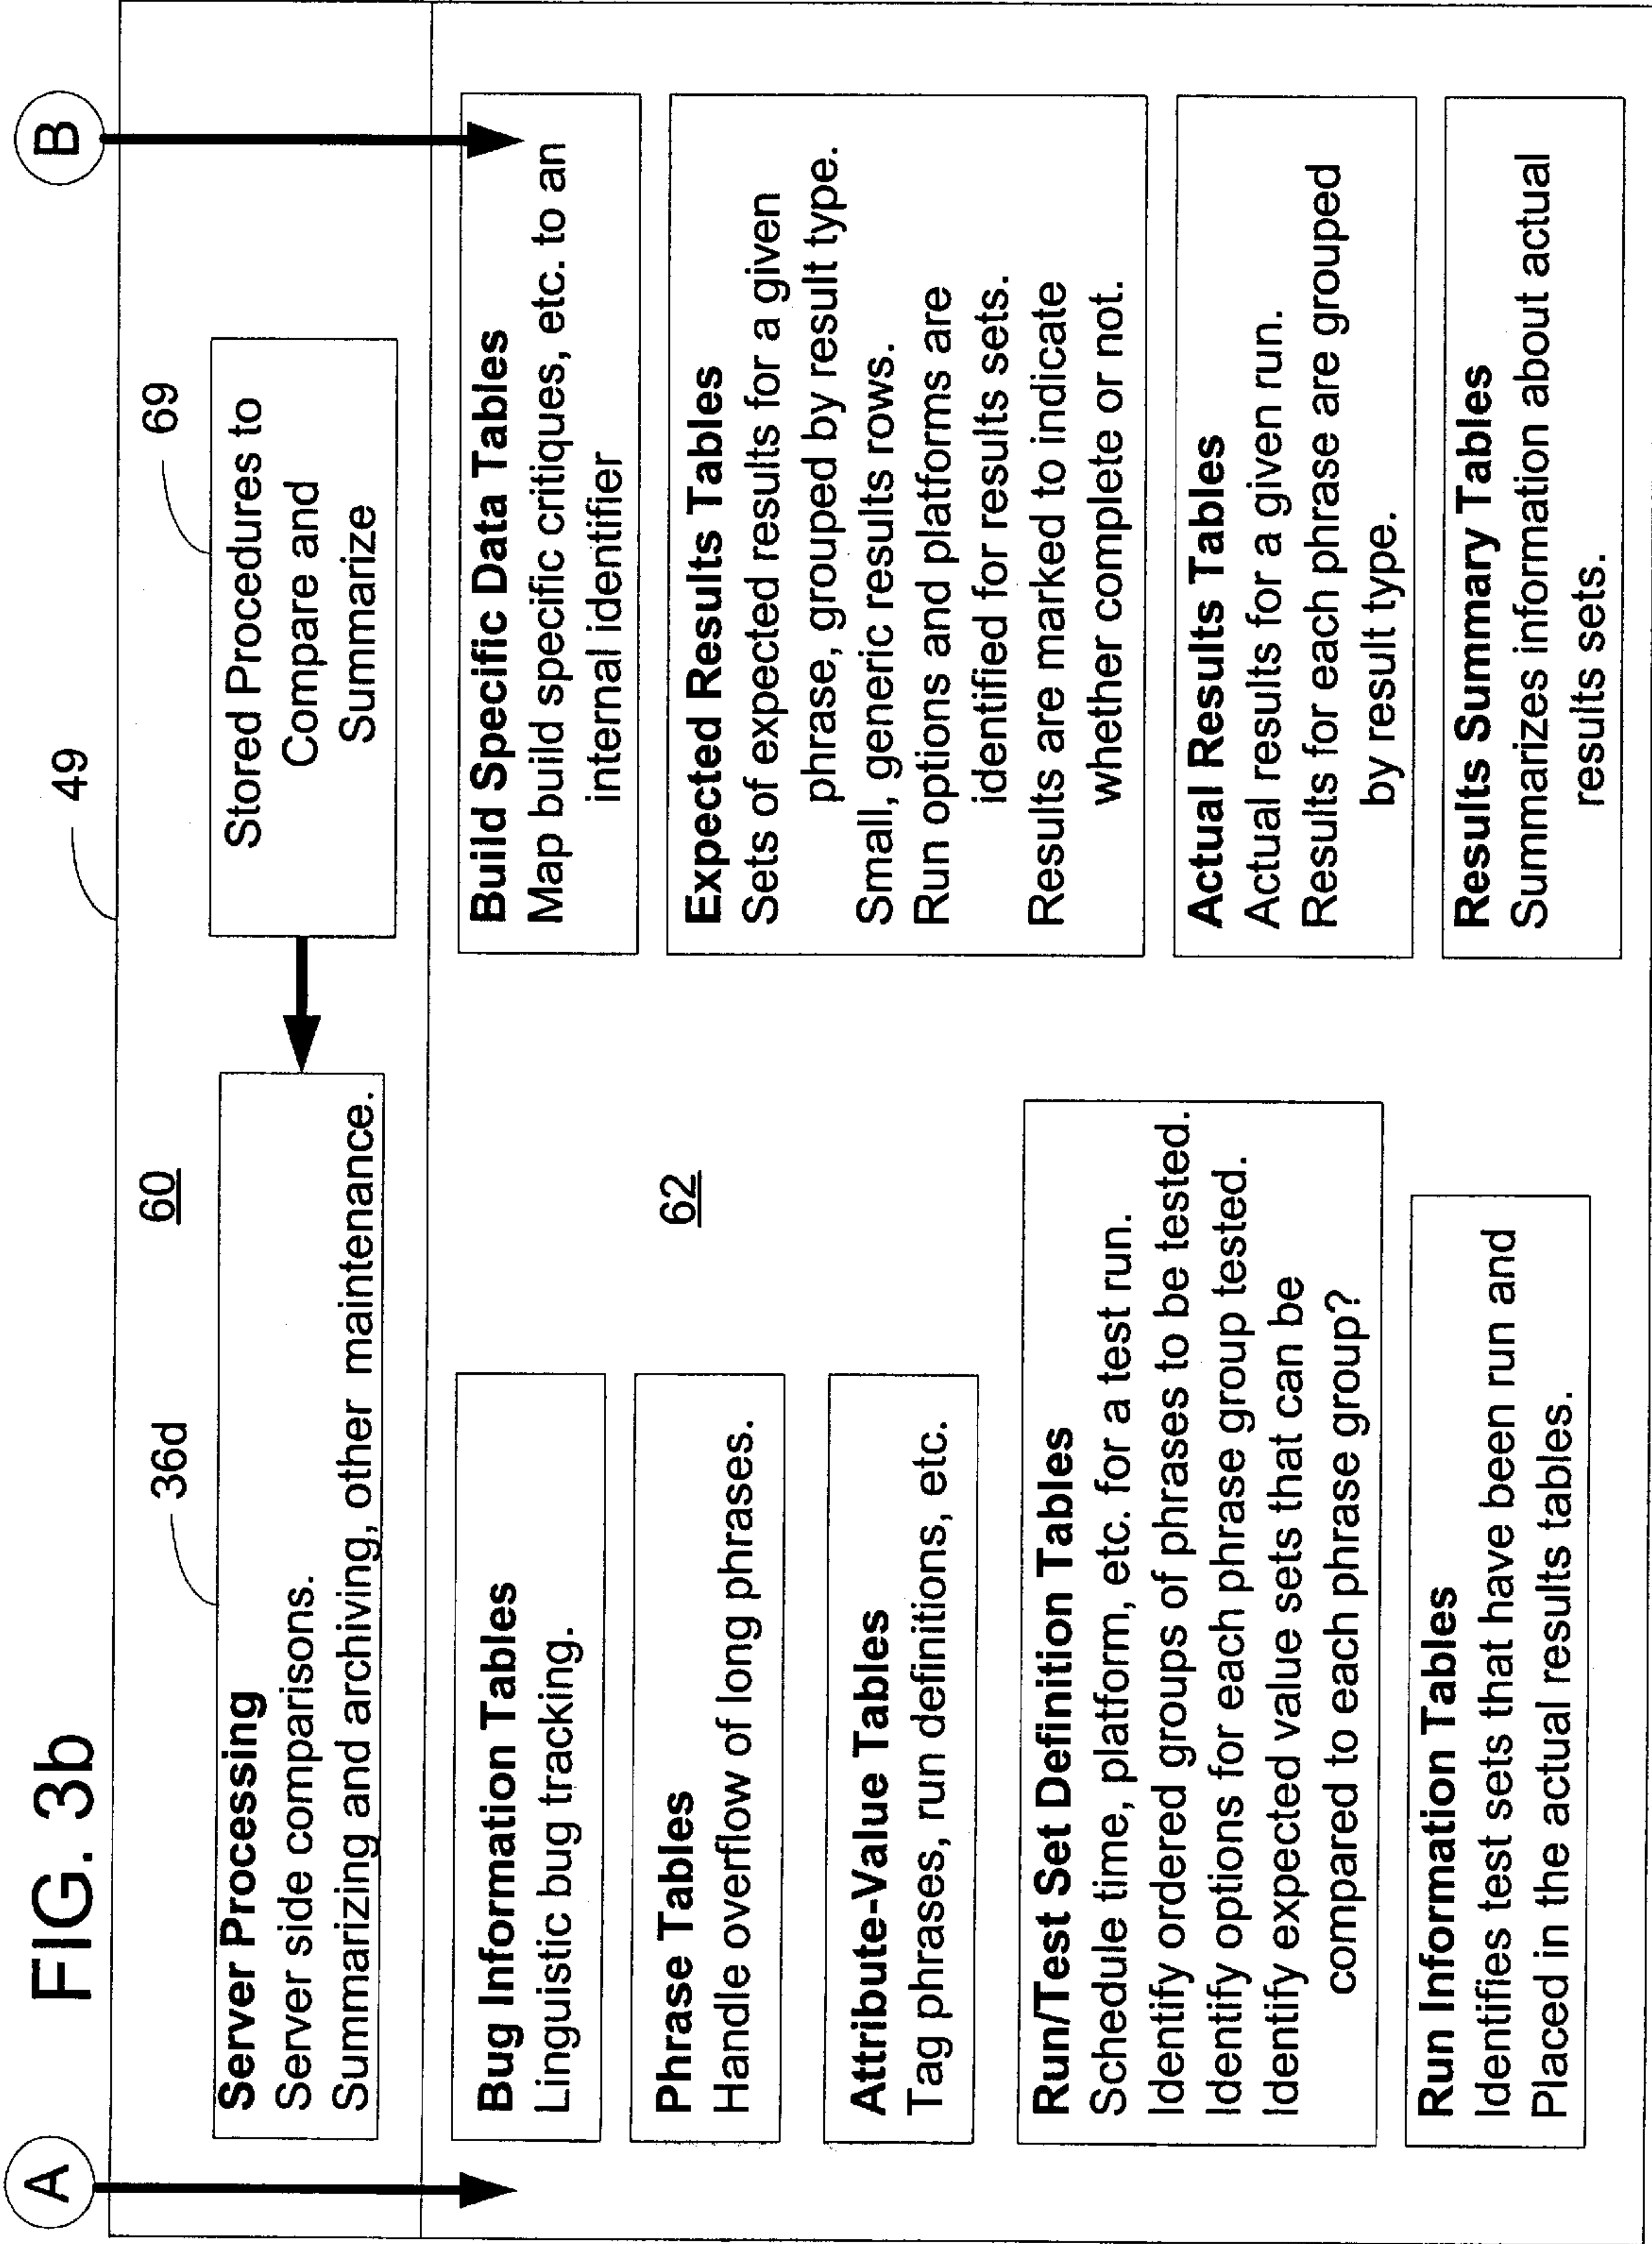 FIG. 3b
A
B
49
60
36d
69
Server Processing
Server side comparisons.
Summarizing and archiving, other maintenance.
Stored Procedures to
Compare and
Summarize
62
Bug Information Tables
Linguistic bug tracking.
Phrase Tables
Handle overflow of long phrases.
Attribute-Value Tables
Tag phrases, run definitions, etc.
Run/Test Set Definition Tables
Schedule time, platform, etc. for a test run.
Identify ordered groups of phrases to be tested.
Identify options for each phrase group tested.
Identify expected value sets that can be
compared to each phrase group?
Run Information Tables
Identifies test sets that have been run and
Placed in the actual results tables.
Build Specific Data Tables
Map build specific critiques, etc. to an
internal identifier
Expected Results Tables
Sets of expected results for a given
phrase, grouped by result type.
Small, generic results rows.
Run options and platforms are
identified for results sets.
Results are marked to indicate
whether complete or not.
Actual Results Tables
Actual results for a given run.
Results for each phrase are grouped
by result type.
Results Summary Tables
Summarizes information about actual
results sets.